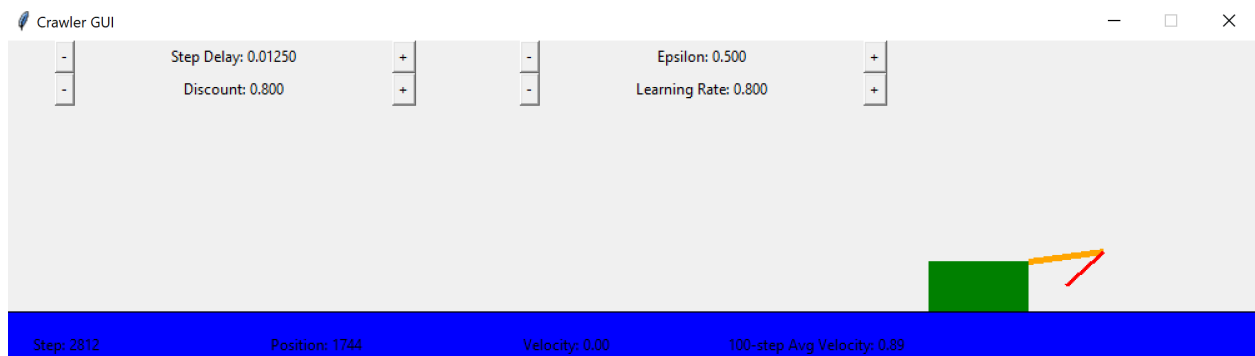 Crawler GUI
- Step Delay: 0.01250 + - Epsilon: 0.500 +
- Discount: 0.800 + - Learning Rate: 0.800 +
Step: 2812 Position: 1744 Velocity: 0.00 100-step Avg Velocity: 0.89